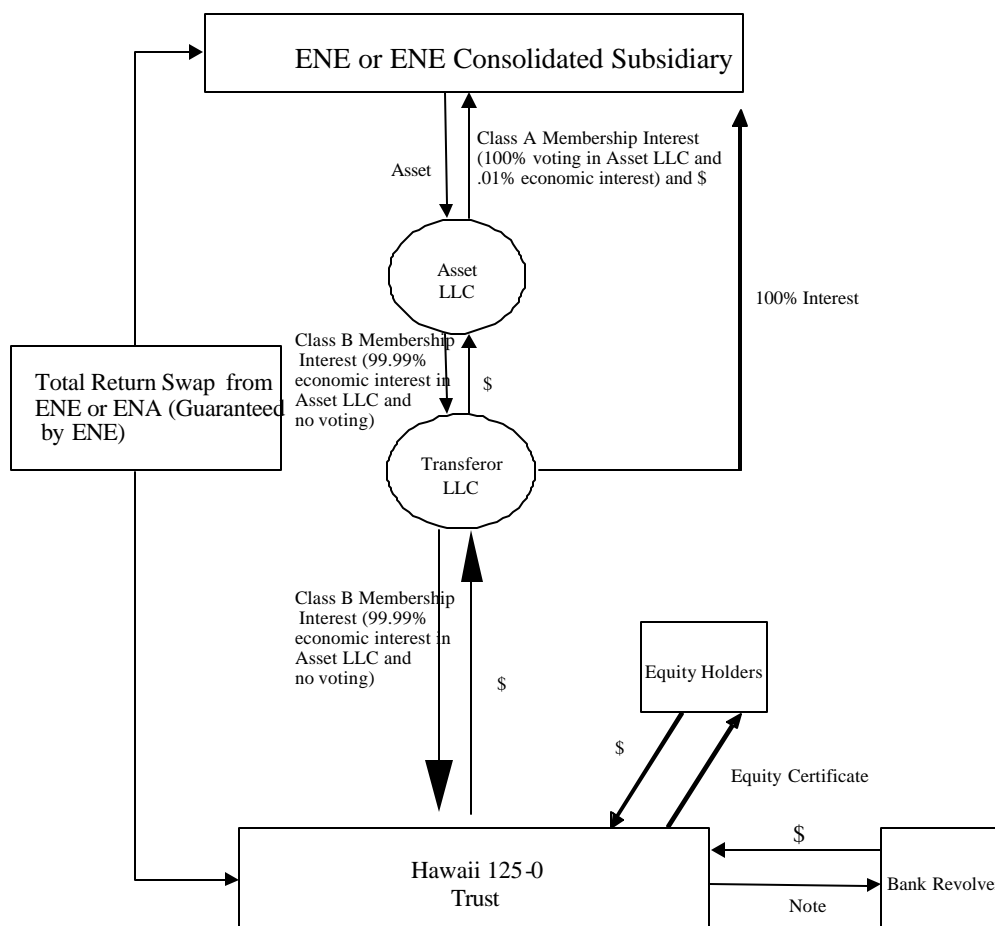 ENE or ENE Consolidated Subsidiary
Class A Membership Interest
(100% voting in Asset LLC and
.01% economic interest) and $
Asset
Asset
LLC
100% Interest
Class B Membership
Interest (99.99%
economic interest in
Asset LLC and
no voting)
$
Total Return Swap from
ENE or ENA (Guaranteed
by ENE)
Transferor
LLC
Class B Membership
Interest (99.99%
economic interest in
Asset LLC and
no voting)
$
Equity Holders
$
Equity Certificate
$
Hawaii 125-0
Trust
Bank Revolve
Note